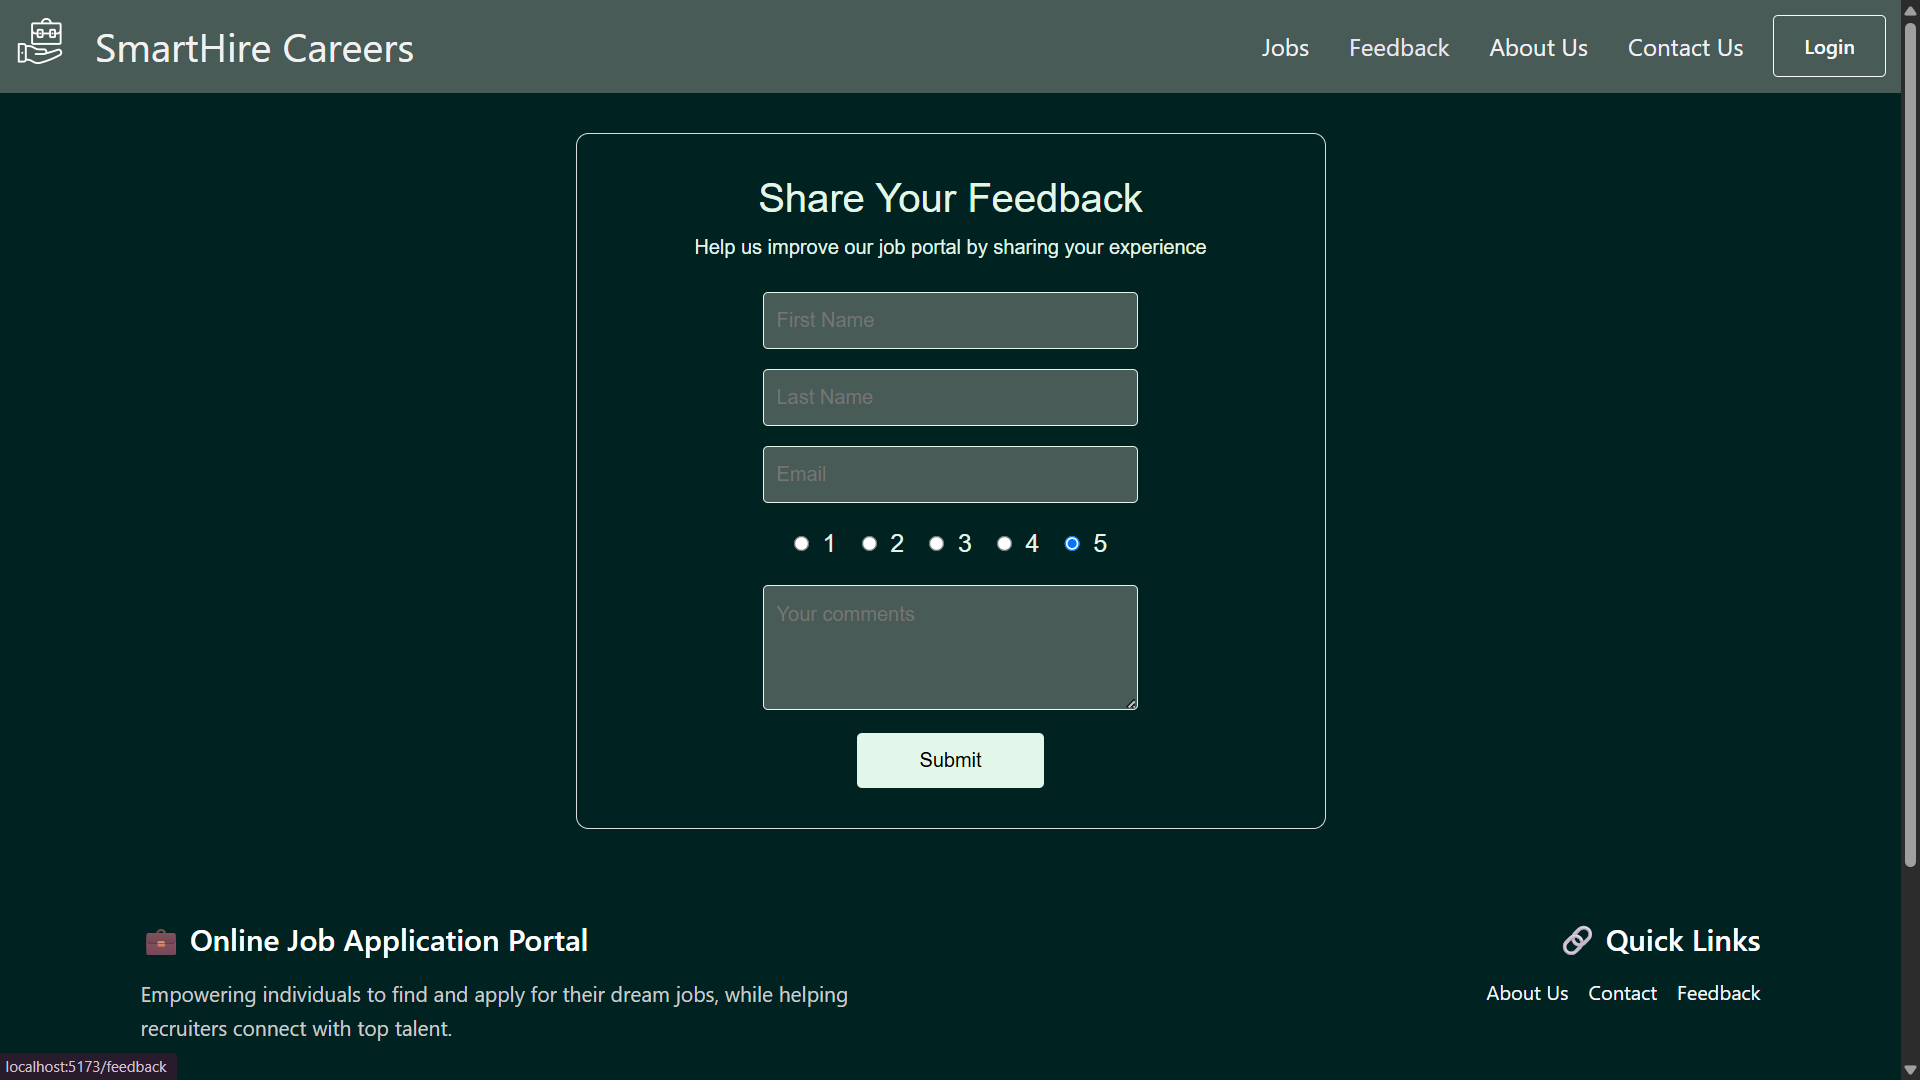 SmartHire Careers
Jobs
Feedback
About Us
Contact Us
Login
Share Your Feedback
Help us improve our job portal by sharing your experience
First Name
Last Name
Email
1 2 3 4 5
Your comments
Submit
Online Job Application Portal
Empowering individuals to find and apply for their dream jobs, while helping
recruiters connect with top talent.
Quick Links
About Us Contact Feedback
localhost:5173/feedback